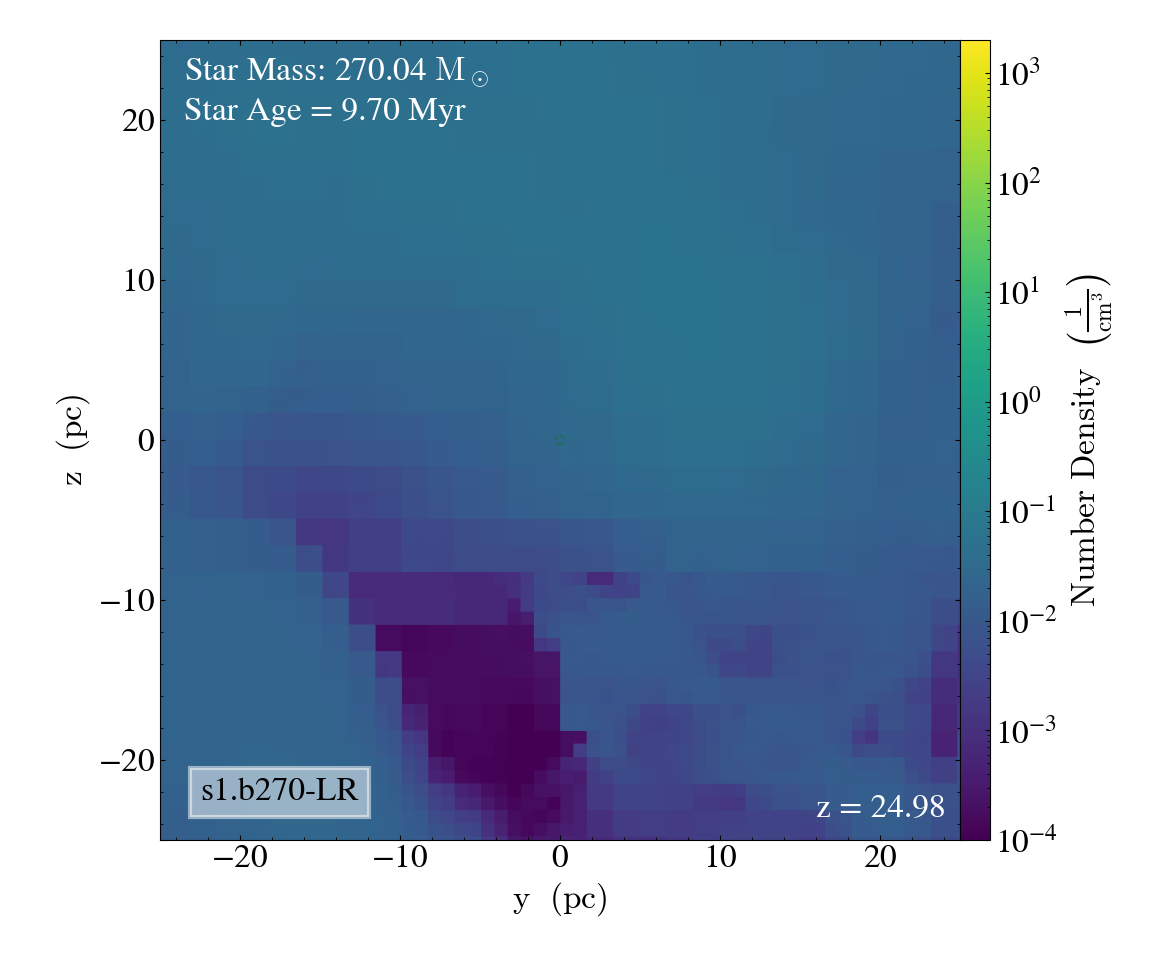 Star Mass: 270.04 M⊙
Star Age = 9.70 Myr
20
10
0
−10
−20
z (pc)
s1.b270-LR
z = 24.98
−20 −10 0 10 20
y (pc)
10³
10²
10¹
10⁰
10⁻¹
10⁻²
10⁻³
10⁻⁴
Number Density (1/cm³)